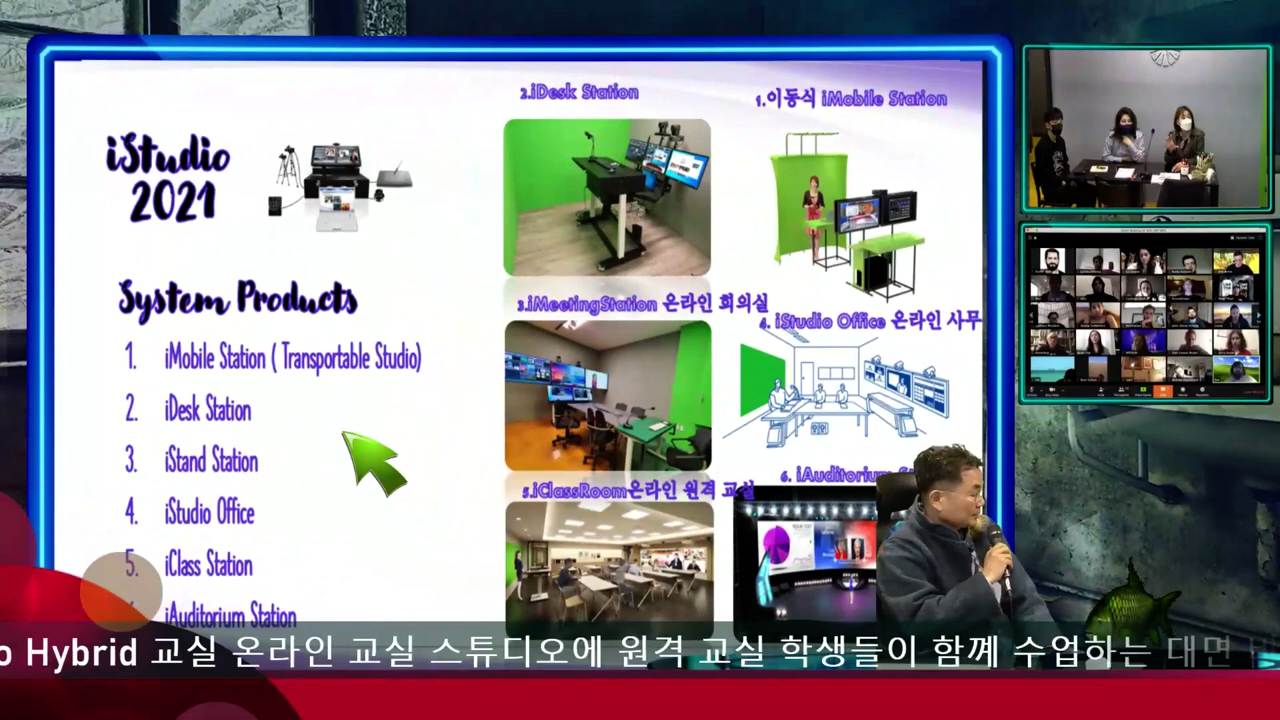 iStudio
2021
System Products
1. iMobile Station ( Transportable Studio)
2. iDesk Station
3. iStand Station
4. iStudio Office
5. iClass Station
iAuditorium Station
2.iDesk Station
1.이동식 iMobile Station
3.iMeetingStation 온라인 회의실
4. iStudio Office 온라인 사무
5.iClassRoom온라인 원격 교실
6. iAuditorium
o Hybrid 교실 온라인 교실 스튜디오에 원격 교실 학생들이 함꼐 수업하는 대면